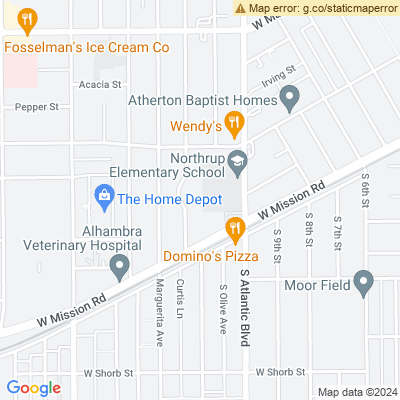 Map error: g.co/staticmaperror
W M
Fosselman's Ice Cream Co
Irving St
Acacia St
Atherton Baptist Homes
Pepper St
Wendy's
Northrup
Elementary School
S 6th St
The Home Depot
W Mission Rd
S 7th St
S 8th St
S 9th St
Alhambra
Veterinary Hospital
Domino's Pizza
S Atlantic Blvd
Moor Field
Curtis Ln
Marguerita Ave
S Olive Ave
W Mission Rd
W Shorb St
W Shorb St
Google
Map data ©2024